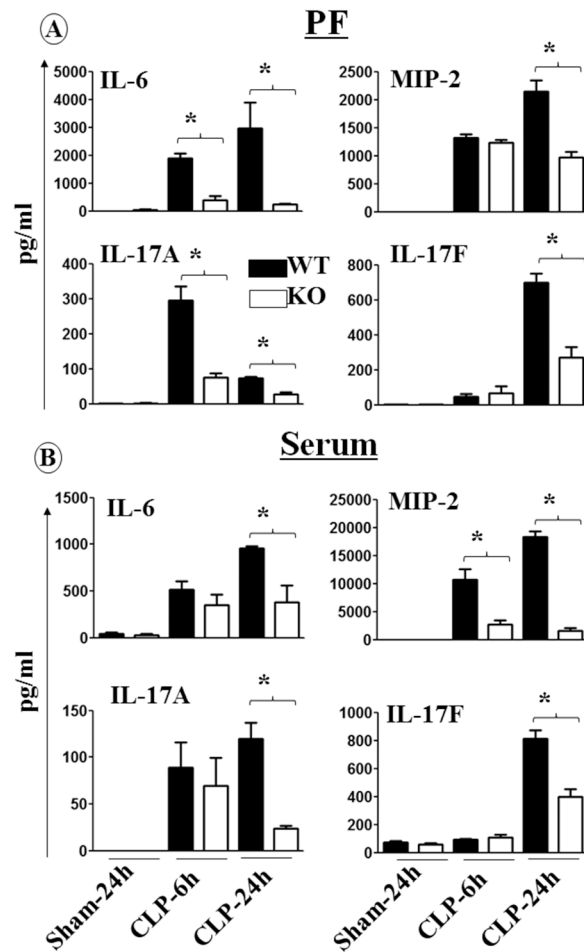 A
PF
IL-6
5000
4000
3000
2000
1000
0
*
*
MIP-2
2500
2000
1500
1000
500
0
*
pg/ml
IL-17A
400
300
200
100
0
*
*
WT
KO
IL-17F
800
600
400
200
0
*
B
Serum
IL-6
1500
1000
500
0
*
MIP-2
25000
20000
15000
10000
5000
0
*
*
pg/ml
IL-17A
150
100
50
0
*
IL-17F
1000
800
600
400
200
0
*
Sham-24h
CLP-6h
CLP-24h
Sham-24h
CLP-6h
CLP-24h